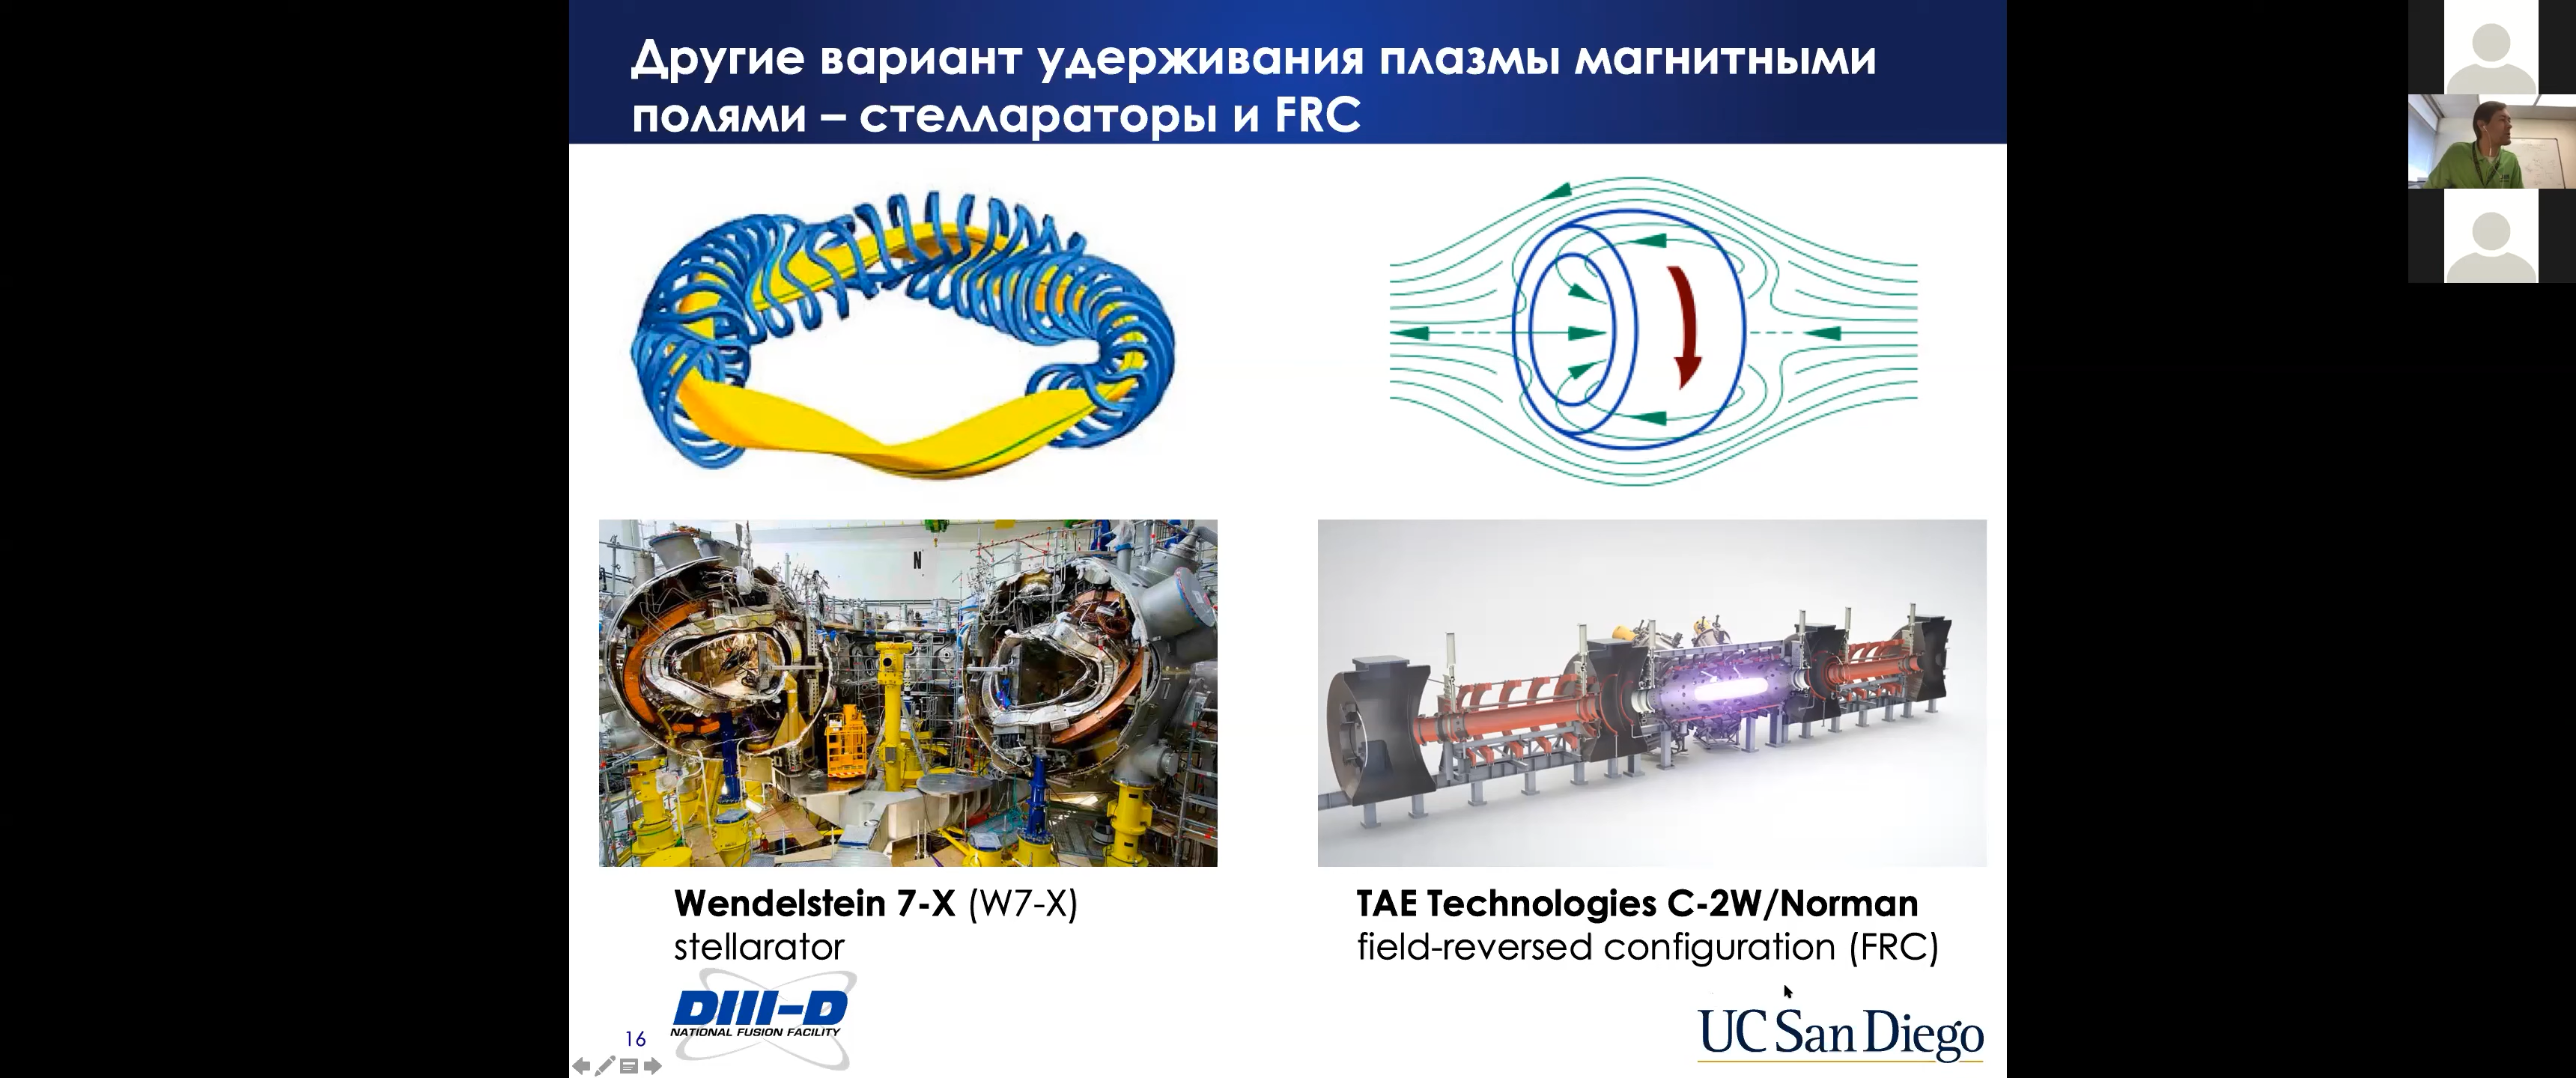 Другие вариант удерживания плазмы магнитными
полями – стеллараторы и FRC
N
Wendelstein 7-X (W7-X)
stellarator
TAE Technologies C-2W/Norman
field-reversed configuration (FRC)
DIII-D
NATIONAL FUSION FACILITY
16
UC San Diego